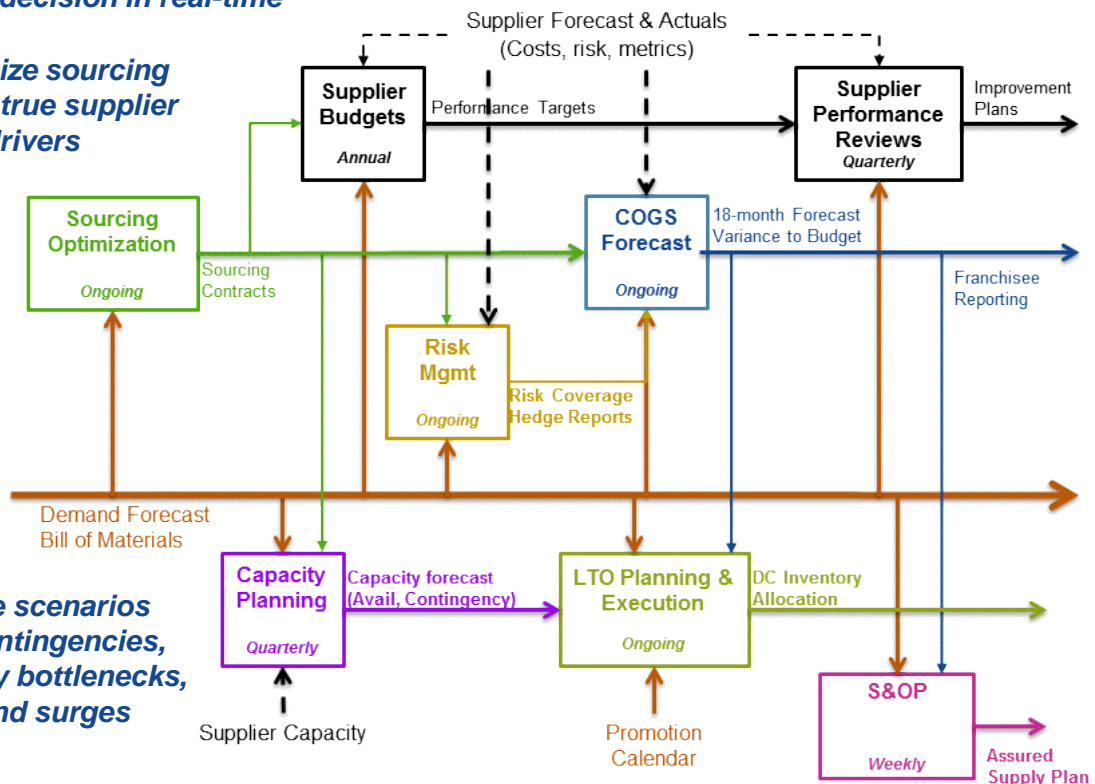 decision in real-time
Supplier Forecast & Actuals
(Costs, risk, metrics)
ize sourcing
true supplier
drivers
Supplier
Budgets
Annual
Performance Targets
Supplier
Performance
Reviews
Quarterly
Improvement
Plans
Sourcing
Optimization
Ongoing
Sourcing
Contracts
COGS
Forecast
Ongoing
18-month Forecast
Variance to Budget
Franchisee
Reporting
Risk
Mgmt
Ongoing
Risk Coverage
Hedge Reports
Demand Forecast
Bill of Materials
e scenarios
ntingencies,
y bottlenecks,
nd surges
Capacity
Planning
Quarterly
Capacity forecast
(Avail, Contingency)
LTO Planning &
Execution
Ongoing
DC Inventory
Allocation
Supplier Capacity
Promotion
Calendar
S&OP
Weekly
Assured
Supply Plan